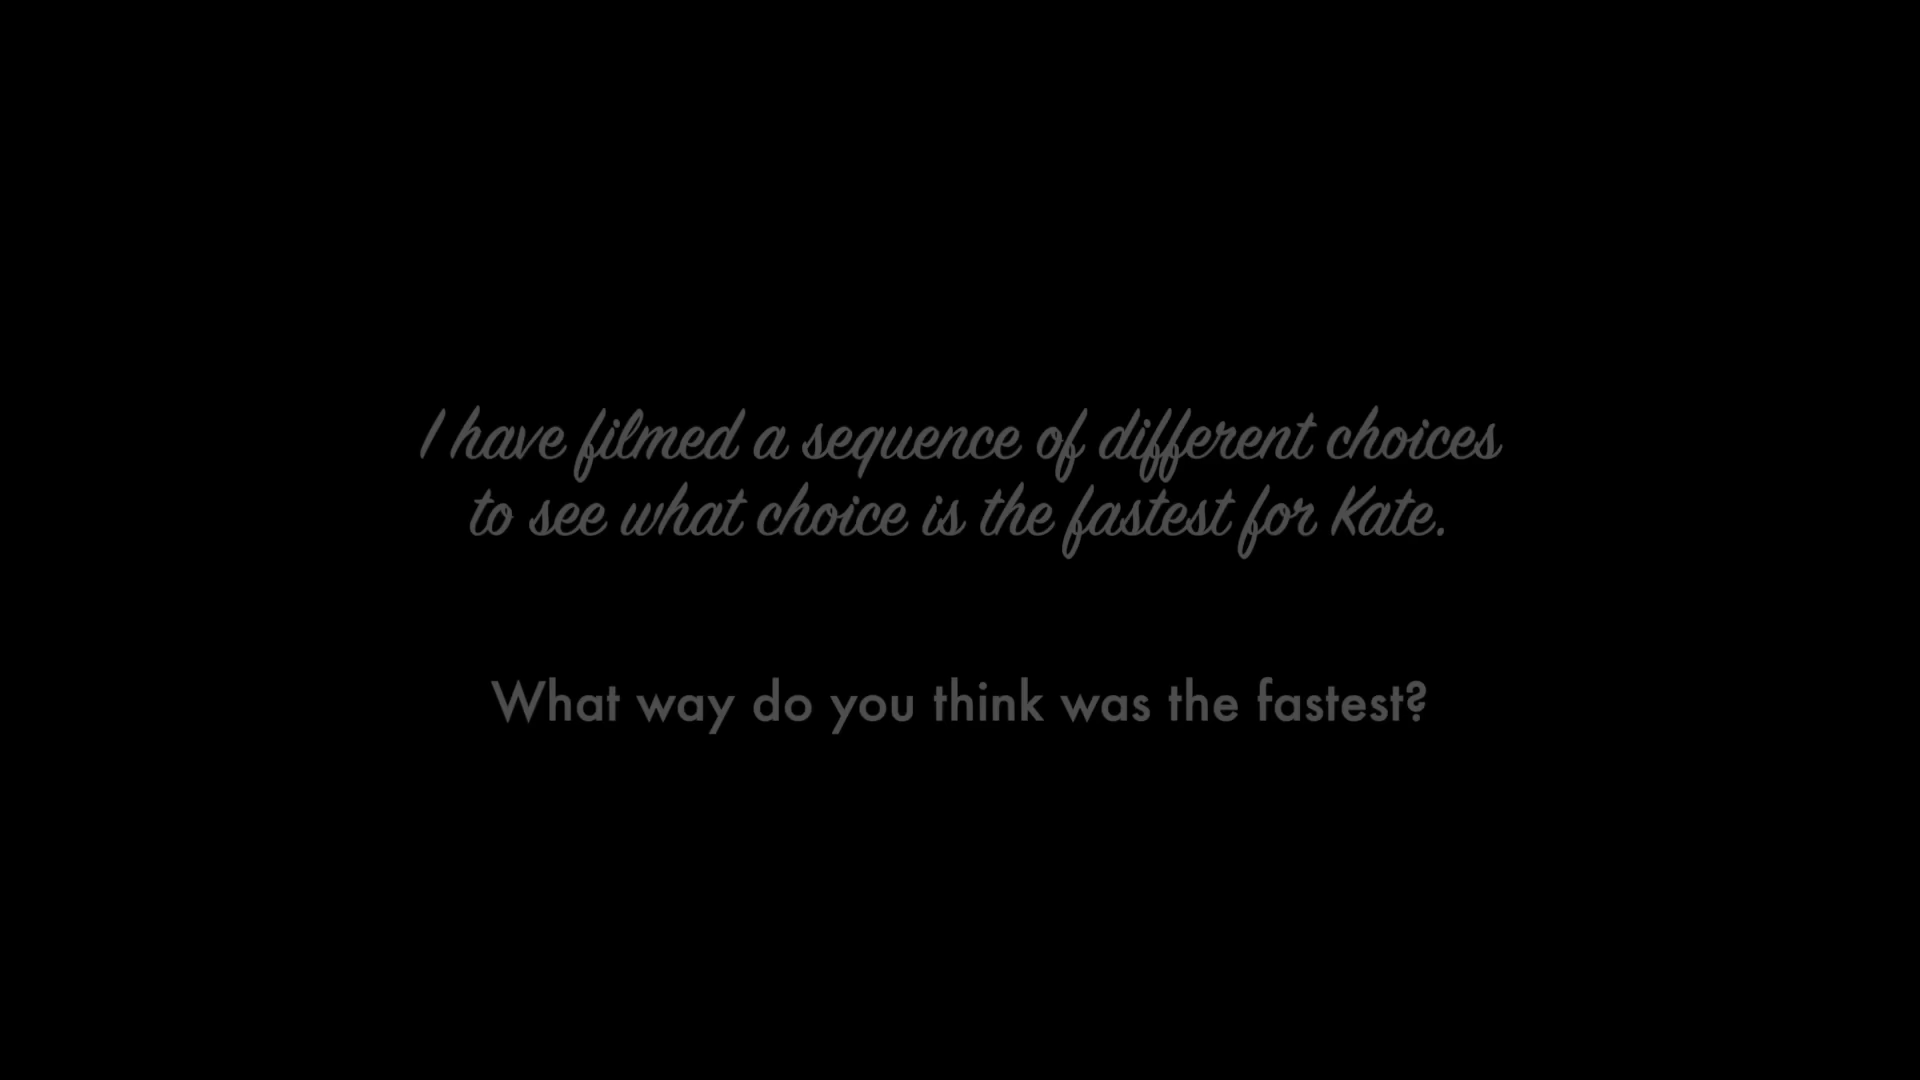 I have filmed a sequence of different choices
to see what choice is the fastest for Kate.
What way do you think was the fastest?